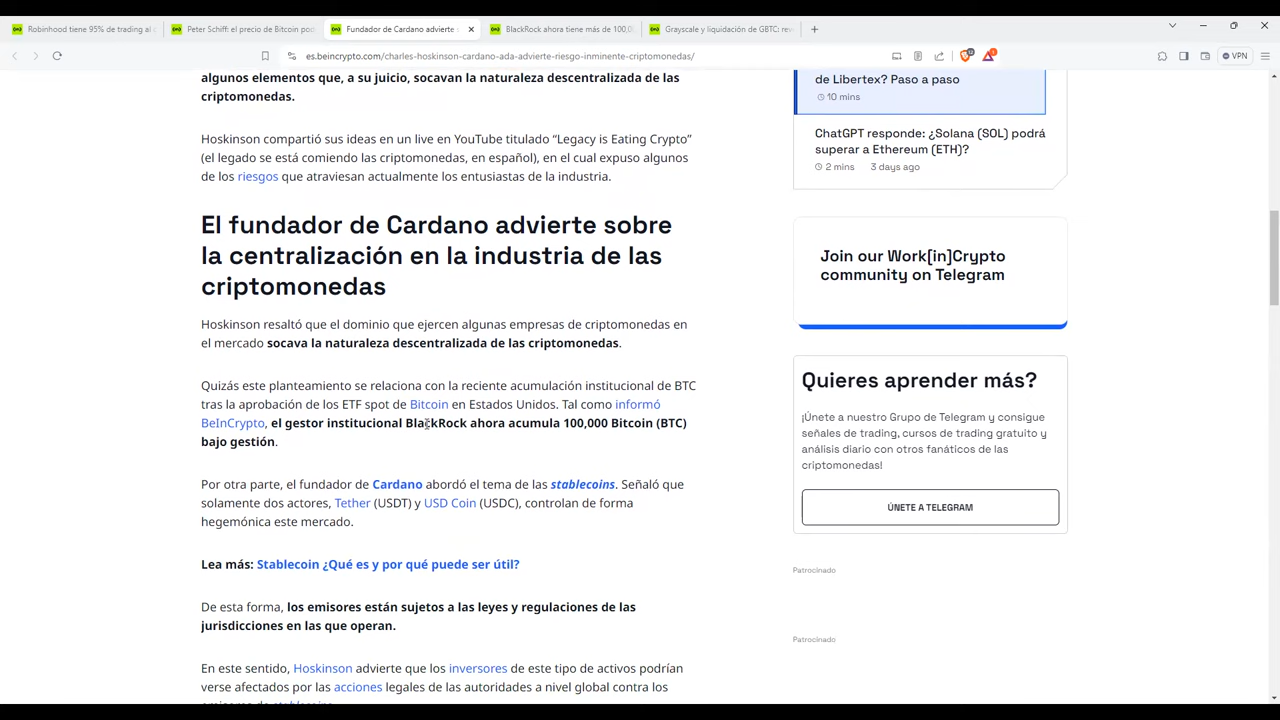 Robinhood tiene 95% de trading al c
Peter Schiff: el precio de Bitcoin pod
Fundador de Cardano advierte s
BlackRock ahora tiene más de 100,0
Grayscale y liquidación de GBTC: rev
es.beincrypto.com/charles-hoskinson-cardano-ada-advierte-riesgo-inminente-criptomonedas/
VPN
algunos elementos que, a su juicio, socavan la naturaleza descentralizada de las
criptomonedas.
Hoskinson compartió sus ideas en un live en YouTube titulado “Legacy is Eating Crypto”
(el legado se está comiendo las criptomonedas, en español), en el cual expuso algunos
de los riesgos que atraviesan actualmente los entusiastas de la industria.
El fundador de Cardano advierte sobre
la centralización en la industria de las
criptomonedas
Hoskinson resaltó que el dominio que ejercen algunas empresas de criptomonedas en
el mercado socava la naturaleza descentralizada de las criptomonedas.
Quizás este planteamiento se relaciona con la reciente acumulación institucional de BTC
tras la aprobación de los ETF spot de Bitcoin en Estados Unidos. Tal como informó
BeInCrypto, el gestor institucional BlackRock ahora acumula 100,000 Bitcoin (BTC)
bajo gestión.
Por otra parte, el fundador de Cardano abordó el tema de las stablecoins. Señaló que
solamente dos actores, Tether (USDT) y USD Coin (USDC), controlan de forma
hegemónica este mercado.
Lea más: Stablecoin ¿Qué es y por qué puede ser útil?
De esta forma, los emisores están sujetos a las leyes y regulaciones de las
jurisdicciones en las que operan.
En este sentido, Hoskinson advierte que los inversores de este tipo de activos podrían
verse afectados por las acciones legales de las autoridades a nivel global contra los
de Libertex? Paso a paso
10 mins
ChatGPT responde: ¿Solana (SOL) podrá
superar a Ethereum (ETH)?
2 mins 3 days ago
Join our Work[in]Crypto
community on Telegram
Quieres aprender más?
¡Únete a nuestro Grupo de Telegram y consigue
señales de trading, cursos de trading gratuito y
análisis diario con otros fanáticos de las
criptomonedas!
ÚNETE A TELEGRAM
Patrocinado
Patrocinado